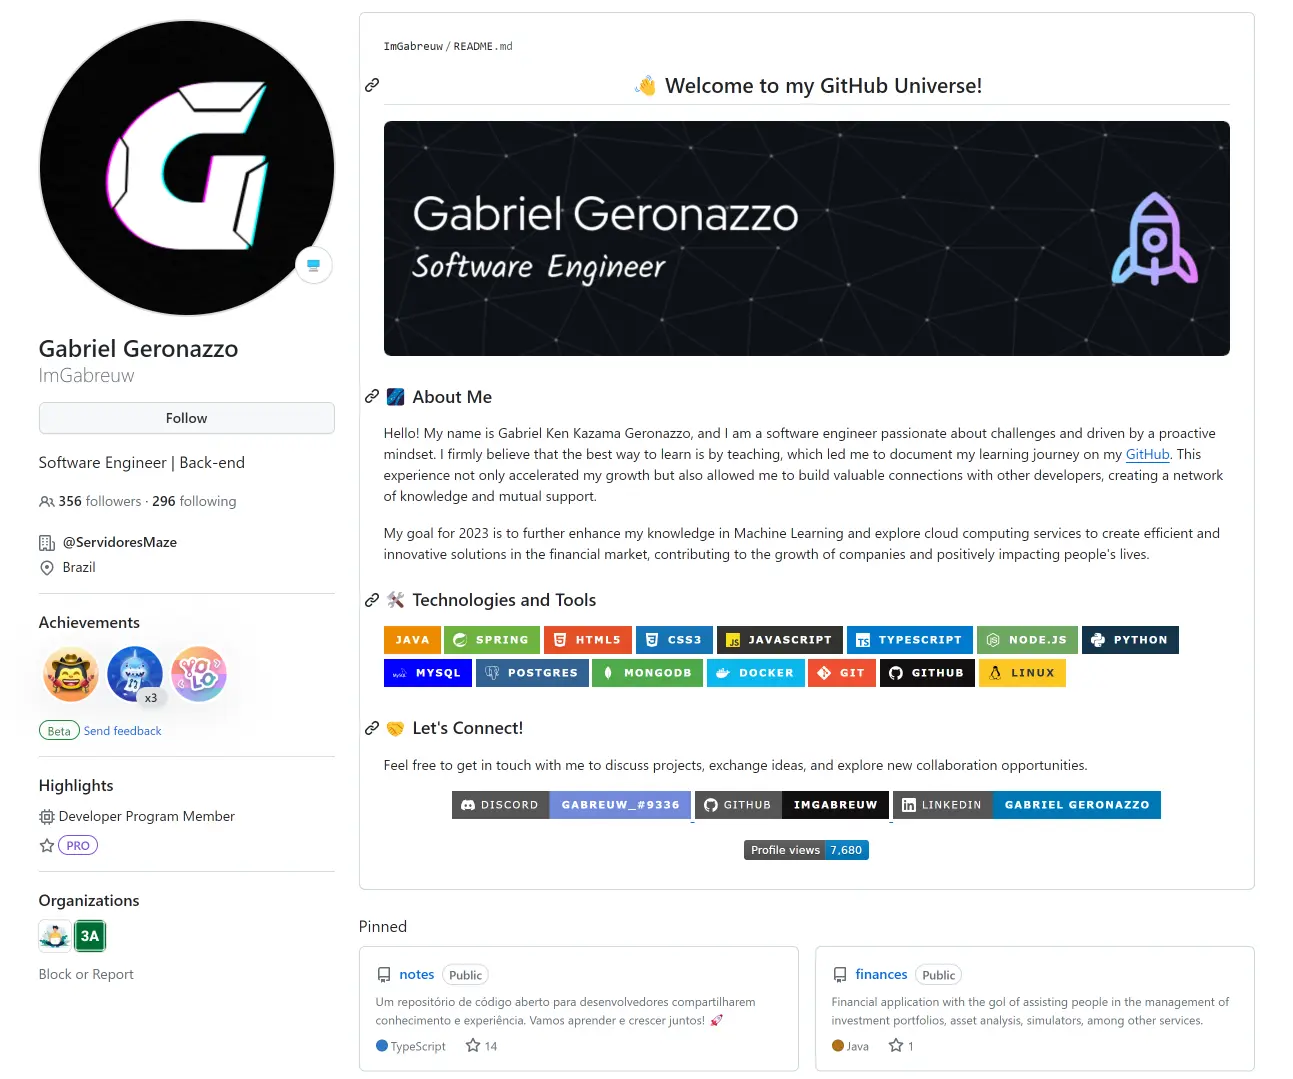 Gabriel Geronazzo
ImGabreuw
Follow
Software Engineer | Back-end
356 followers · 296 following
@ServidoresMaze
Brazil
Achievements
YOLO
x3
Beta Send feedback
Highlights
Developer Program Member
PRO
Organizations
3A
Block or Report
ImGabreuw / README.md
👋 Welcome to my GitHub Universe!
Gabriel Geronazzo
Software Engineer
About Me
Hello! My name is Gabriel Ken Kazama Geronazzo, and I am a software engineer passionate about challenges and driven by a proactive
mindset. I firmly believe that the best way to learn is by teaching, which led me to document my learning journey on my GitHub. This
experience not only accelerated my growth but also allowed me to build valuable connections with other developers, creating a network
of knowledge and mutual support.
My goal for 2023 is to further enhance my knowledge in Machine Learning and explore cloud computing services to create efficient and
innovative solutions in the financial market, contributing to the growth of companies and positively impacting people's lives.
🛠️ Technologies and Tools
JAVA SPRING HTML5 CSS3 JAVASCRIPT TYPESCRIPT NODE.JS PYTHON
MYSQL POSTGRES MONGODB DOCKER GIT GITHUB LINUX
🤝 Let's Connect!
Feel free to get in touch with me to discuss projects, exchange ideas, and explore new collaboration opportunities.
DISCORD GABREUW_#9336 GITHUB IMGABREUW LINKEDIN GABRIEL GERONAZZO
Profile views 7,680
Pinned
notes Public
Um repositório de código aberto para desenvolvedores compartilharem
conhecimento e experiência. Vamos aprender e crescer juntos! 🚀
TypeScript 14
finances Public
Financial application with the gol of assisting people in the management of
investment portfolios, asset analysis, simulators, among other services.
Java 1